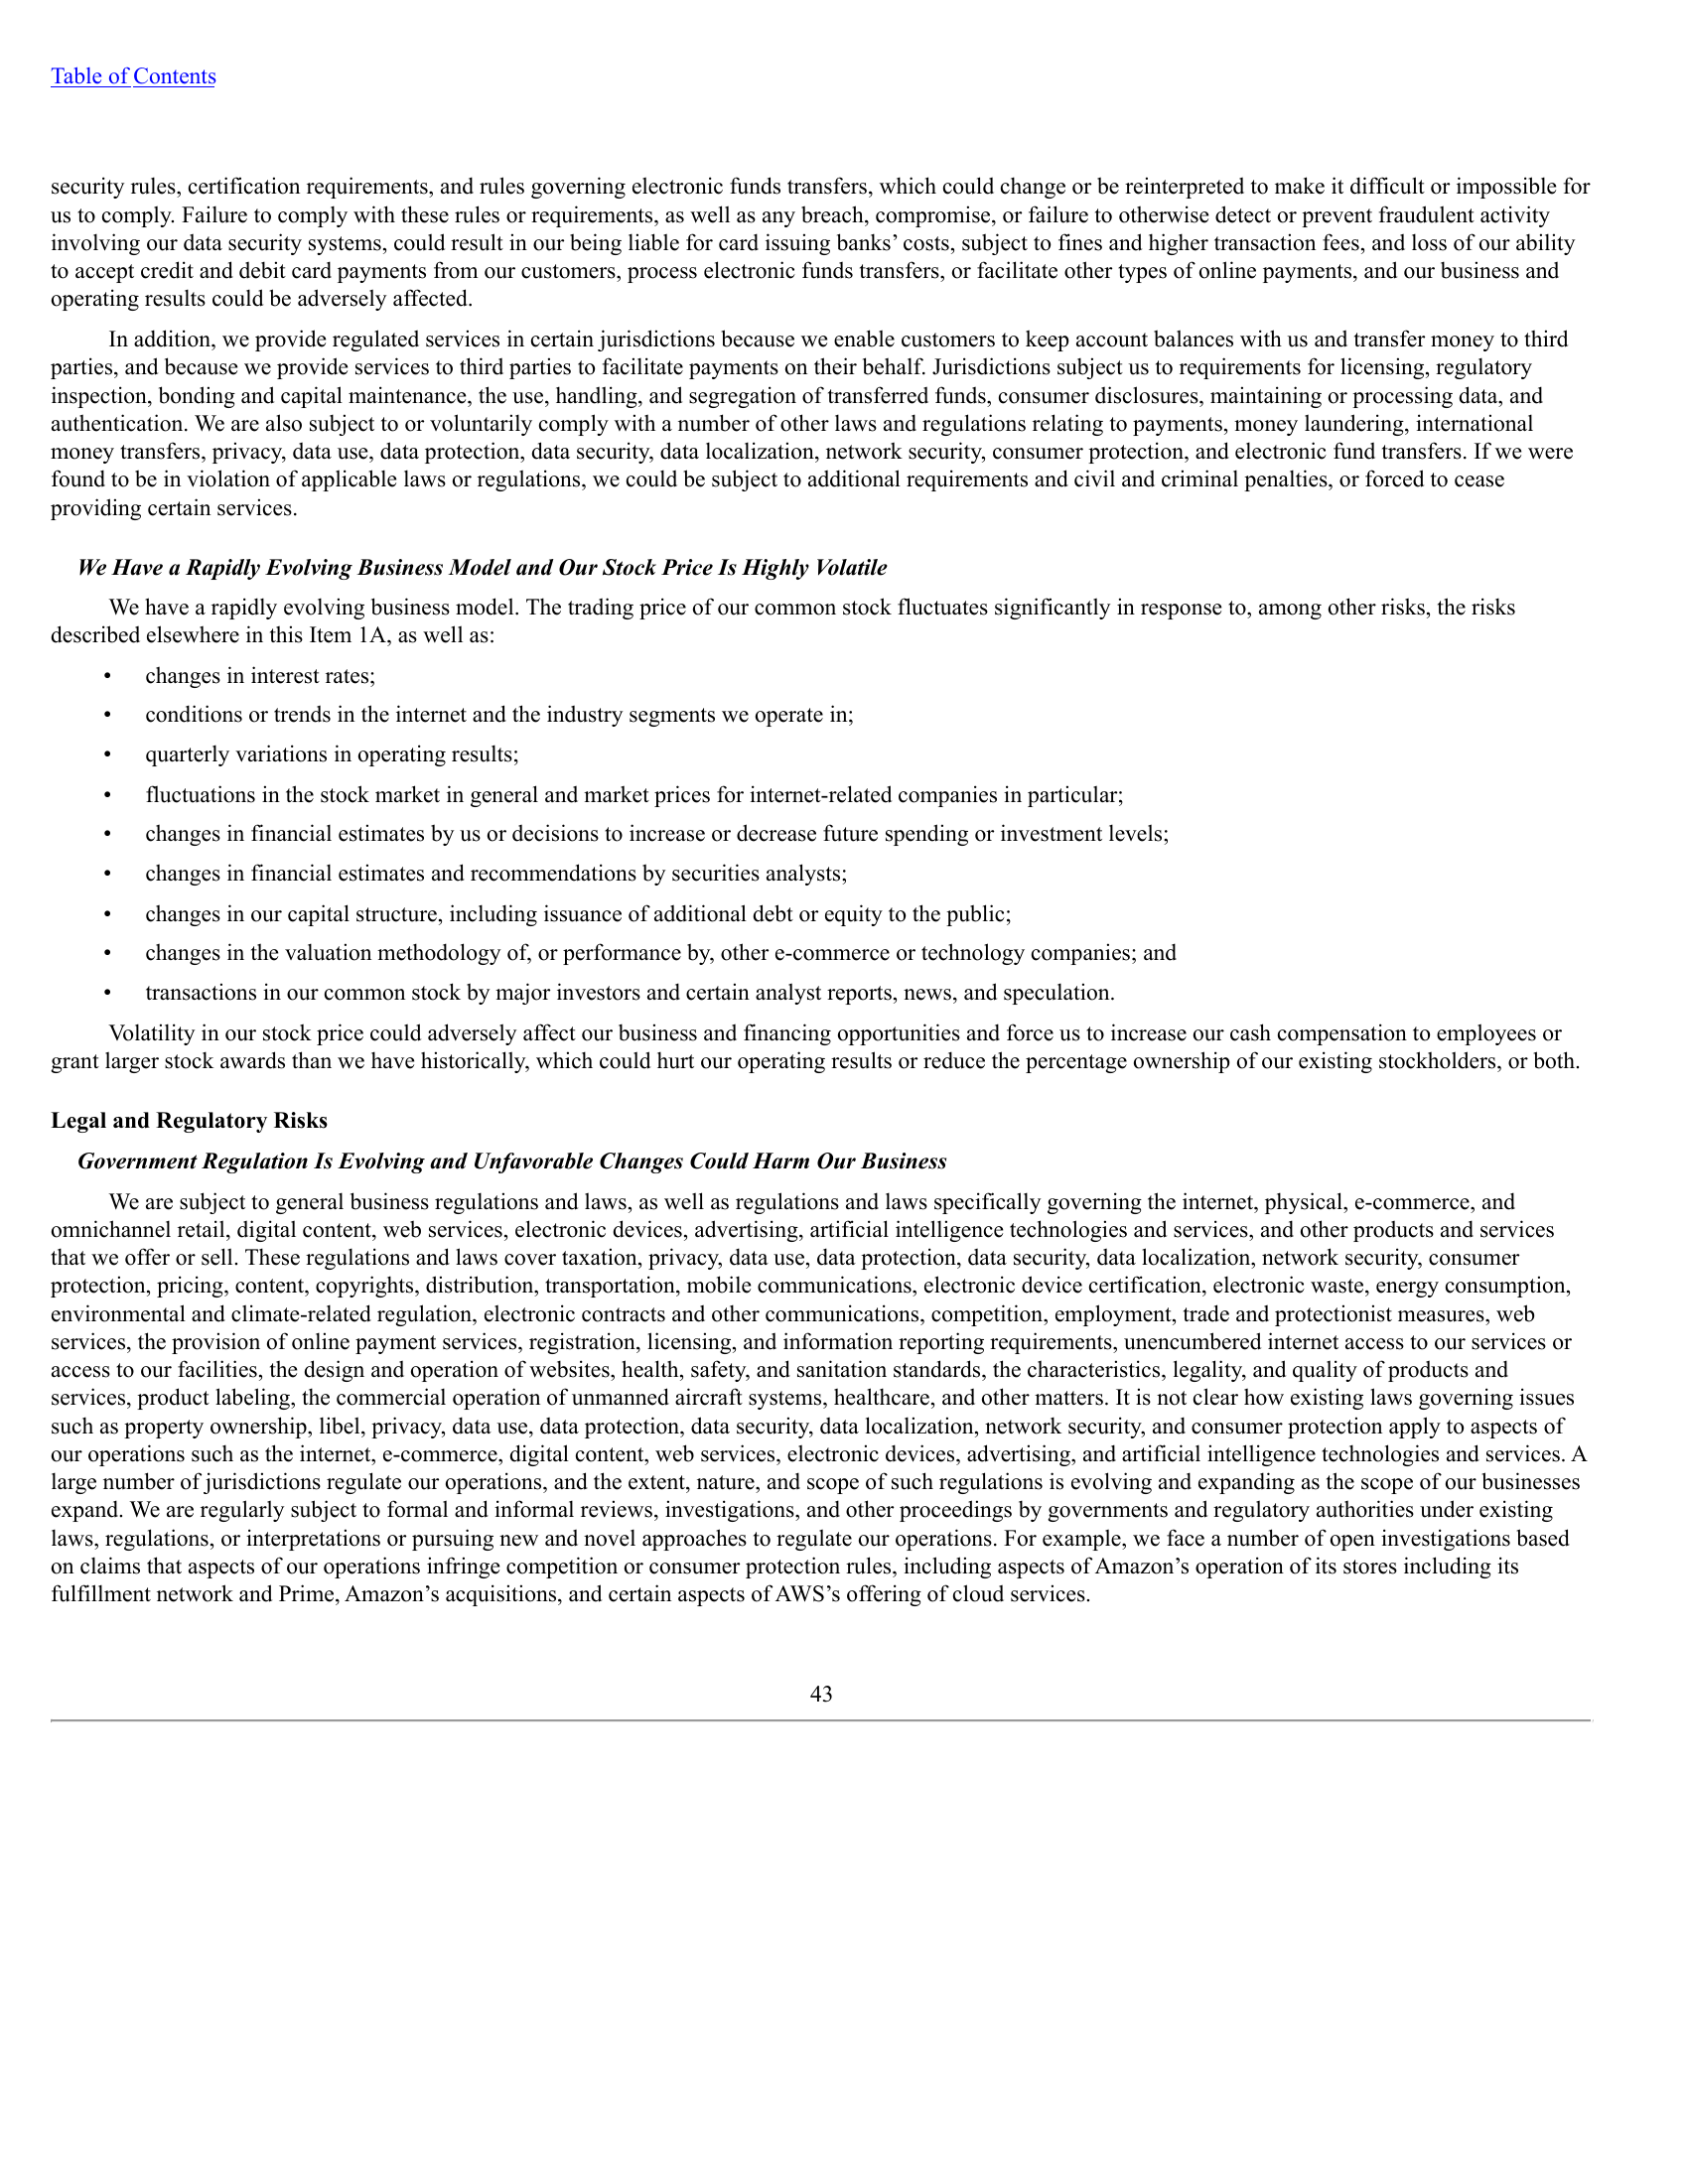 Table of Contents
security rules, certification requirements, and rules governing electronic funds transfers, which could change or be reinterpreted to make it difficult or impossible for
us to comply. Failure to comply with these rules or requirements, as well as any breach, compromise, or failure to otherwise detect or prevent fraudulent activity
involving our data security systems, could result in our being liable for card issuing banks’ costs, subject to fines and higher transaction fees, and loss of our ability
to accept credit and debit card payments from our customers, process electronic funds transfers, or facilitate other types of online payments, and our business and
operating results could be adversely affected.
In addition, we provide regulated services in certain jurisdictions because we enable customers to keep account balances with us and transfer money to third
parties, and because we provide services to third parties to facilitate payments on their behalf. Jurisdictions subject us to requirements for licensing, regulatory
inspection, bonding and capital maintenance, the use, handling, and segregation of transferred funds, consumer disclosures, maintaining or processing data, and
authentication. We are also subject to or voluntarily comply with a number of other laws and regulations relating to payments, money laundering, international
money transfers, privacy, data use, data protection, data security, data localization, network security, consumer protection, and electronic fund transfers. If we were
found to be in violation of applicable laws or regulations, we could be subject to additional requirements and civil and criminal penalties, or forced to cease
providing certain services.
We Have a Rapidly Evolving Business Model and Our Stock Price Is Highly Volatile
We have a rapidly evolving business model. The trading price of our common stock fluctuates significantly in response to, among other risks, the risks
described elsewhere in this Item 1A, as well as:
• changes in interest rates;
• conditions or trends in the internet and the industry segments we operate in;
• quarterly variations in operating results;
• fluctuations in the stock market in general and market prices for internet-related companies in particular;
• changes in financial estimates by us or decisions to increase or decrease future spending or investment levels;
• changes in financial estimates and recommendations by securities analysts;
• changes in our capital structure, including issuance of additional debt or equity to the public;
• changes in the valuation methodology of, or performance by, other e-commerce or technology companies; and
• transactions in our common stock by major investors and certain analyst reports, news, and speculation.
Volatility in our stock price could adversely affect our business and financing opportunities and force us to increase our cash compensation to employees or
grant larger stock awards than we have historically, which could hurt our operating results or reduce the percentage ownership of our existing stockholders, or both.
Legal and Regulatory Risks
Government Regulation Is Evolving and Unfavorable Changes Could Harm Our Business
We are subject to general business regulations and laws, as well as regulations and laws specifically governing the internet, physical, e-commerce, and
omnichannel retail, digital content, web services, electronic devices, advertising, artificial intelligence technologies and services, and other products and services
that we offer or sell. These regulations and laws cover taxation, privacy, data use, data protection, data security, data localization, network security, consumer
protection, pricing, content, copyrights, distribution, transportation, mobile communications, electronic device certification, electronic waste, energy consumption,
environmental and climate-related regulation, electronic contracts and other communications, competition, employment, trade and protectionist measures, web
services, the provision of online payment services, registration, licensing, and information reporting requirements, unencumbered internet access to our services or
access to our facilities, the design and operation of websites, health, safety, and sanitation standards, the characteristics, legality, and quality of products and
services, product labeling, the commercial operation of unmanned aircraft systems, healthcare, and other matters. It is not clear how existing laws governing issues
such as property ownership, libel, privacy, data use, data protection, data security, data localization, network security, and consumer protection apply to aspects of
our operations such as the internet, e-commerce, digital content, web services, electronic devices, advertising, and artificial intelligence technologies and services. A
large number of jurisdictions regulate our operations, and the extent, nature, and scope of such regulations is evolving and expanding as the scope of our businesses
expand. We are regularly subject to formal and informal reviews, investigations, and other proceedings by governments and regulatory authorities under existing
laws, regulations, or interpretations or pursuing new and novel approaches to regulate our operations. For example, we face a number of open investigations based
on claims that aspects of our operations infringe competition or consumer protection rules, including aspects of Amazon’s operation of its stores including its
fulfillment network and Prime, Amazon’s acquisitions, and certain aspects of AWS’s offering of cloud services.
43